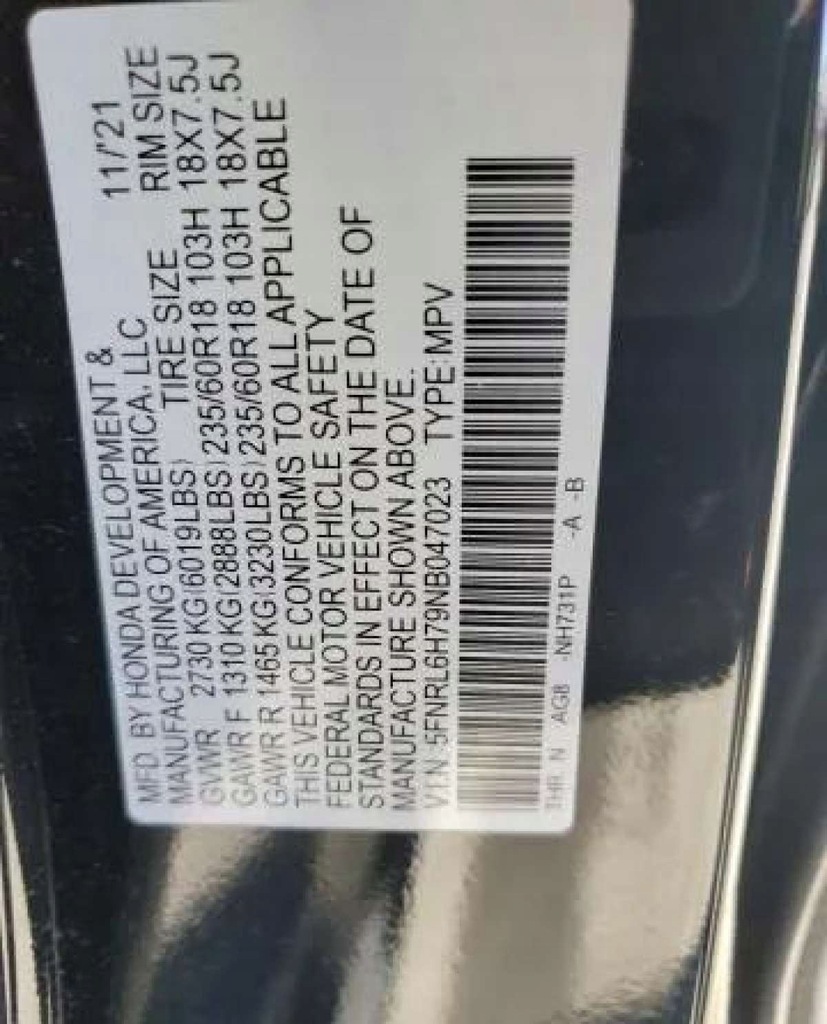 MFD. BY HONDA DEVELOPMENT & 11/'21
MANUFACTURING OF AMERICA, LLC
TIRE SIZE RIM SIZE
GVWR 2730 KG(6019LBS)
GAWR F 1310 KG(2888LBS) 235/60R18 103H 18X7.5J
GAWR R 1465 KG(3230LBS) 235/60R18 103H 18X7.5J
THIS VEHICLE CONFORMS TO ALL APPLICABLE
FEDERAL MOTOR VEHICLE SAFETY
STANDARDS IN EFFECT ON THE DATE OF
MANUFACTURE SHOWN ABOVE.
VIN: 5FNRL6H79NB047023 TYPE:MPV
THR N AG8 -NH731P -A -B